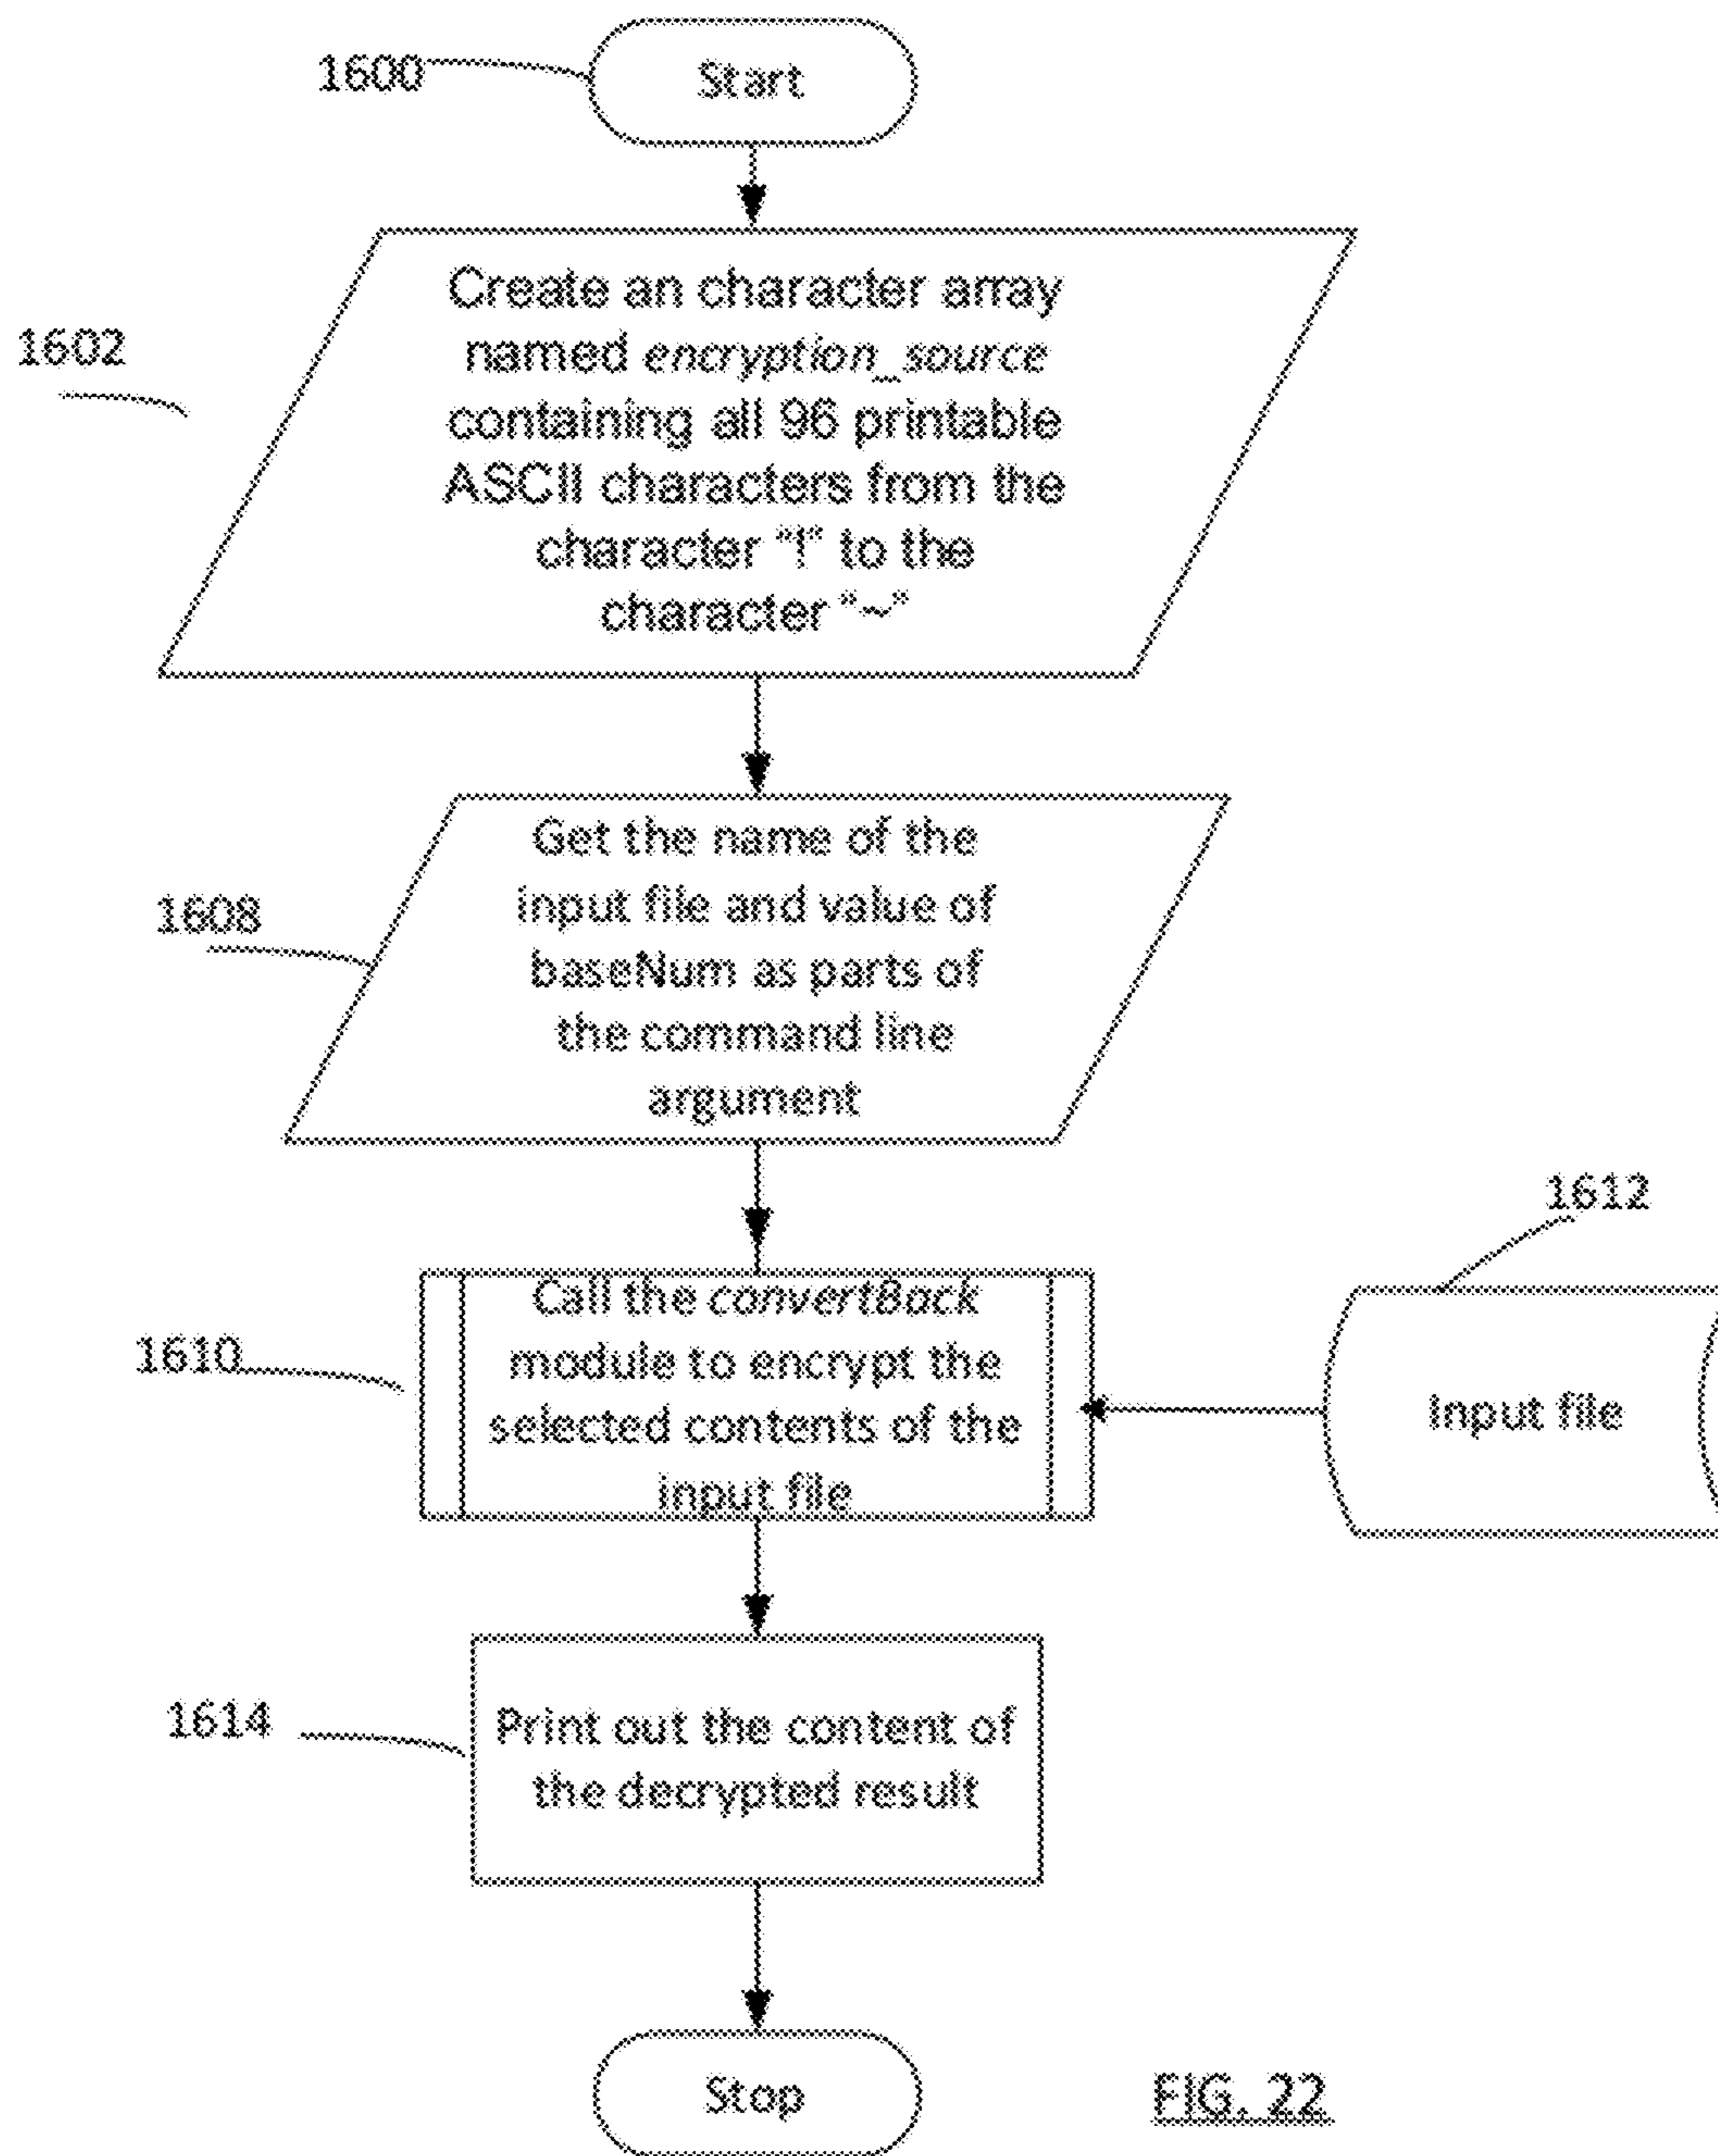 1600
Start
1602
Create an character array
named encryption_source
containing all 96 printable
ASCII characters from the
character "!" to the
character "~"
1608
Get the name of the
input file and value of
baseNum as parts of
the command line
argument
1612
1610
Call the convertBack
module to encrypt the
selected contents of the
input file
Input file
1614
Print out the content of
the decrypted result
Stop
FIG. 22